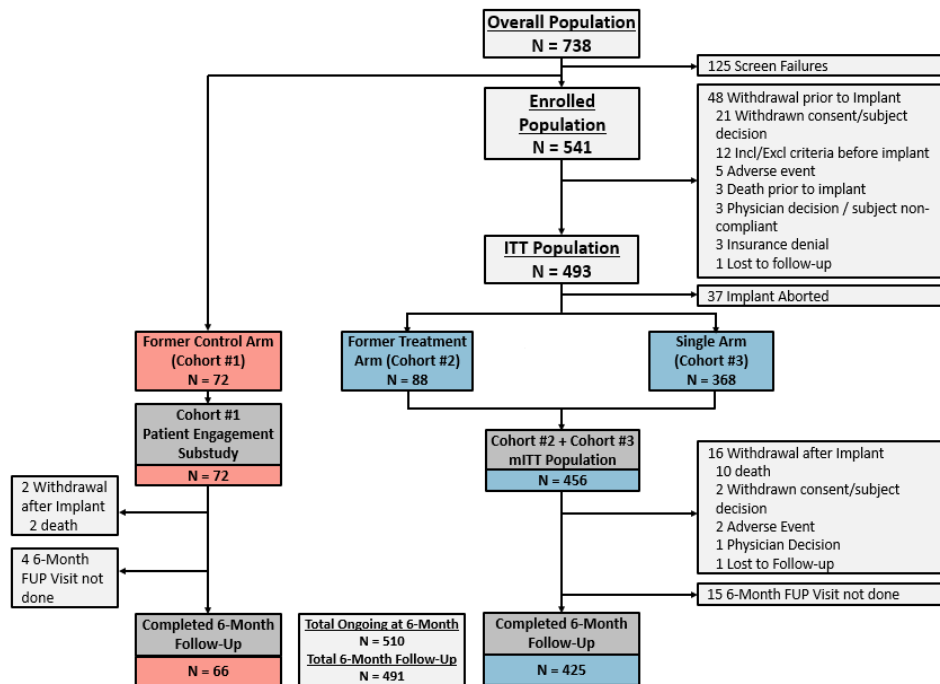 Overall Population
N = 738
125 Screen Failures
Enrolled
Population
N = 541
48 Withdrawal prior to Implant
21 Withdrawn consent/subject
decision
12 Incl/Excl criteria before implant
5 Adverse event
3 Death prior to implant
3 Physician decision / subject non-
compliant
3 Insurance denial
1 Lost to follow-up
ITT Population
N = 493
37 Implant Aborted
Former Control Arm
(Cohort #1)
N = 72
Former Treatment
Arm (Cohort #2)
N = 88
Single Arm
(Cohort #3)
N = 368
Cohort #1
Patient Engagement
Substudy
N = 72
Cohort #2 + Cohort #3
mITT Population
N = 456
2 Withdrawal
after Implant
2 death
16 Withdrawal after Implant
10 death
2 Withdrawn consent/subject
decision
2 Adverse Event
1 Physician Decision
1 Lost to Follow-up
4 6-Month
FUP Visit not
done
15 6-Month FUP Visit not done
Completed 6-Month
Follow-Up
N = 66
Total Ongoing at 6-Month
N = 510
Total 6-Month Follow-Up
N = 491
Completed 6-Month
Follow-Up
N = 425